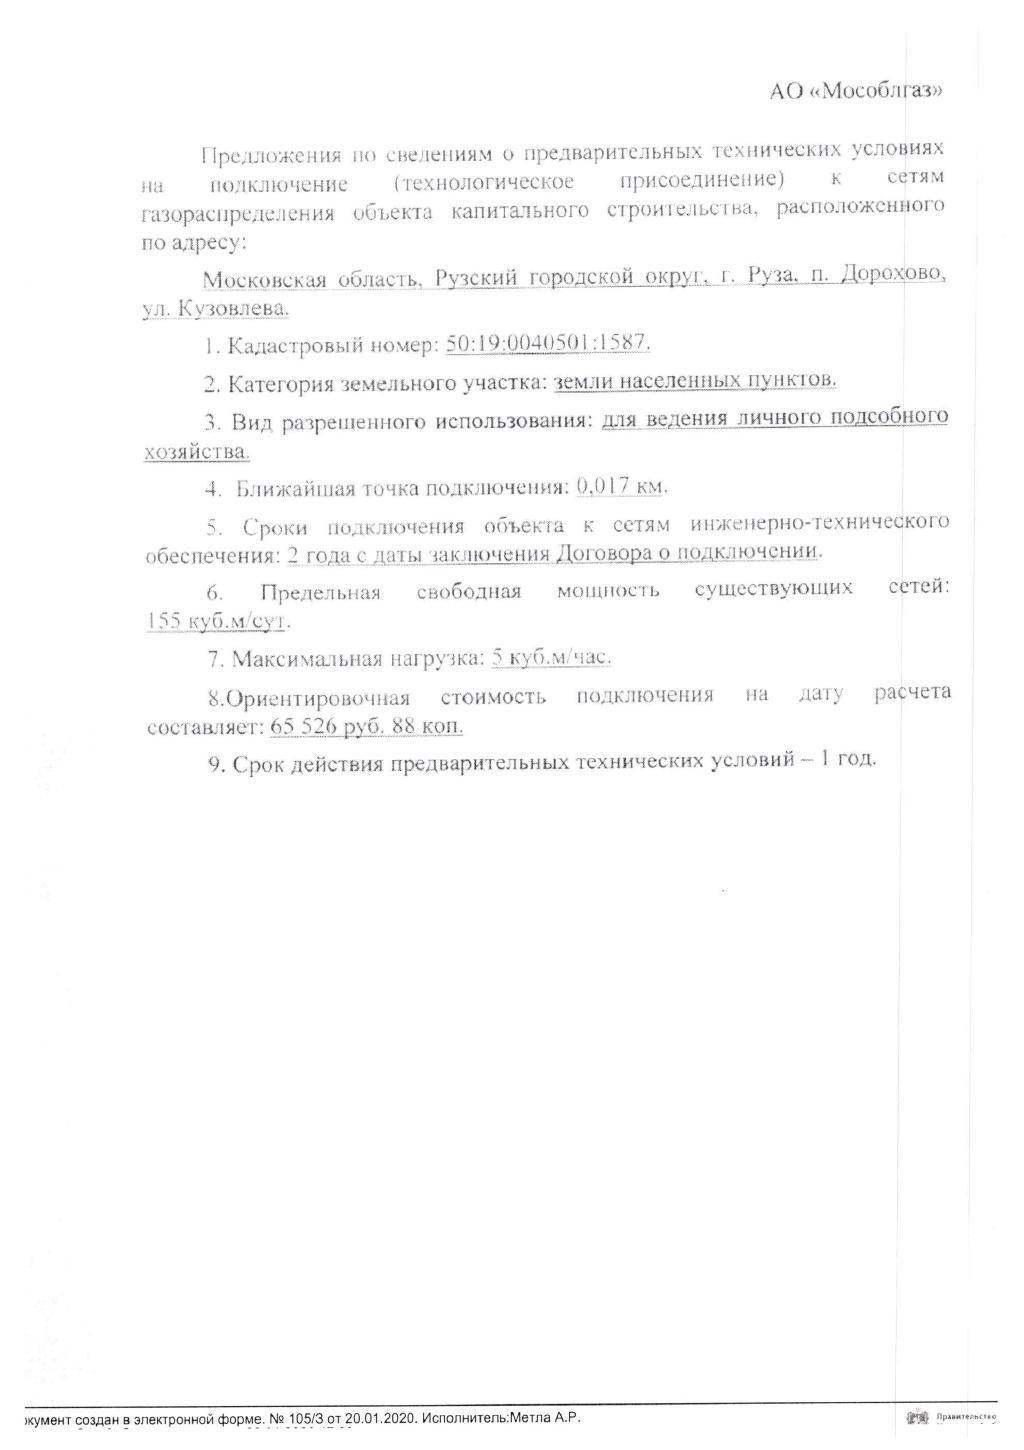 АО «Мособлгаз»
Предложения по сведениям о предварительных технических условиях
на подключение (технологическое присоединение) к сетям
газораспределения объекта капитального строительства, расположенного
по адресу:
Московская область, Рузский городской округ, г. Руза, п. Дорохово,
ул. Кузовлева.
1. Кадастровый номер: 50:19:0040501:1587.
2. Категория земельного участка: земли населенных пунктов.
3. Вид разрешенного использования: для ведения личного подсобного
хозяйства.
4. Ближайшая точка подключения: 0,017 км.
5. Сроки подключения объекта к сетям инженерно-технического
обеспечения: 2 года с даты заключения Договора о подключении.
6. Предельная свободная мощность существующих сетей:
155 куб.м/сут.
7. Максимальная нагрузка: 5 куб.м/час.
8.Ориентировочная стоимость подключения на дату расчета
составляет: 65 526 руб. 88 коп.
9. Срок действия предварительных технических условий – 1 год.
окумент создан в электронной форме. № 105/З от 20.01.2020. Исполнитель:Метла А.Р.
Правительство